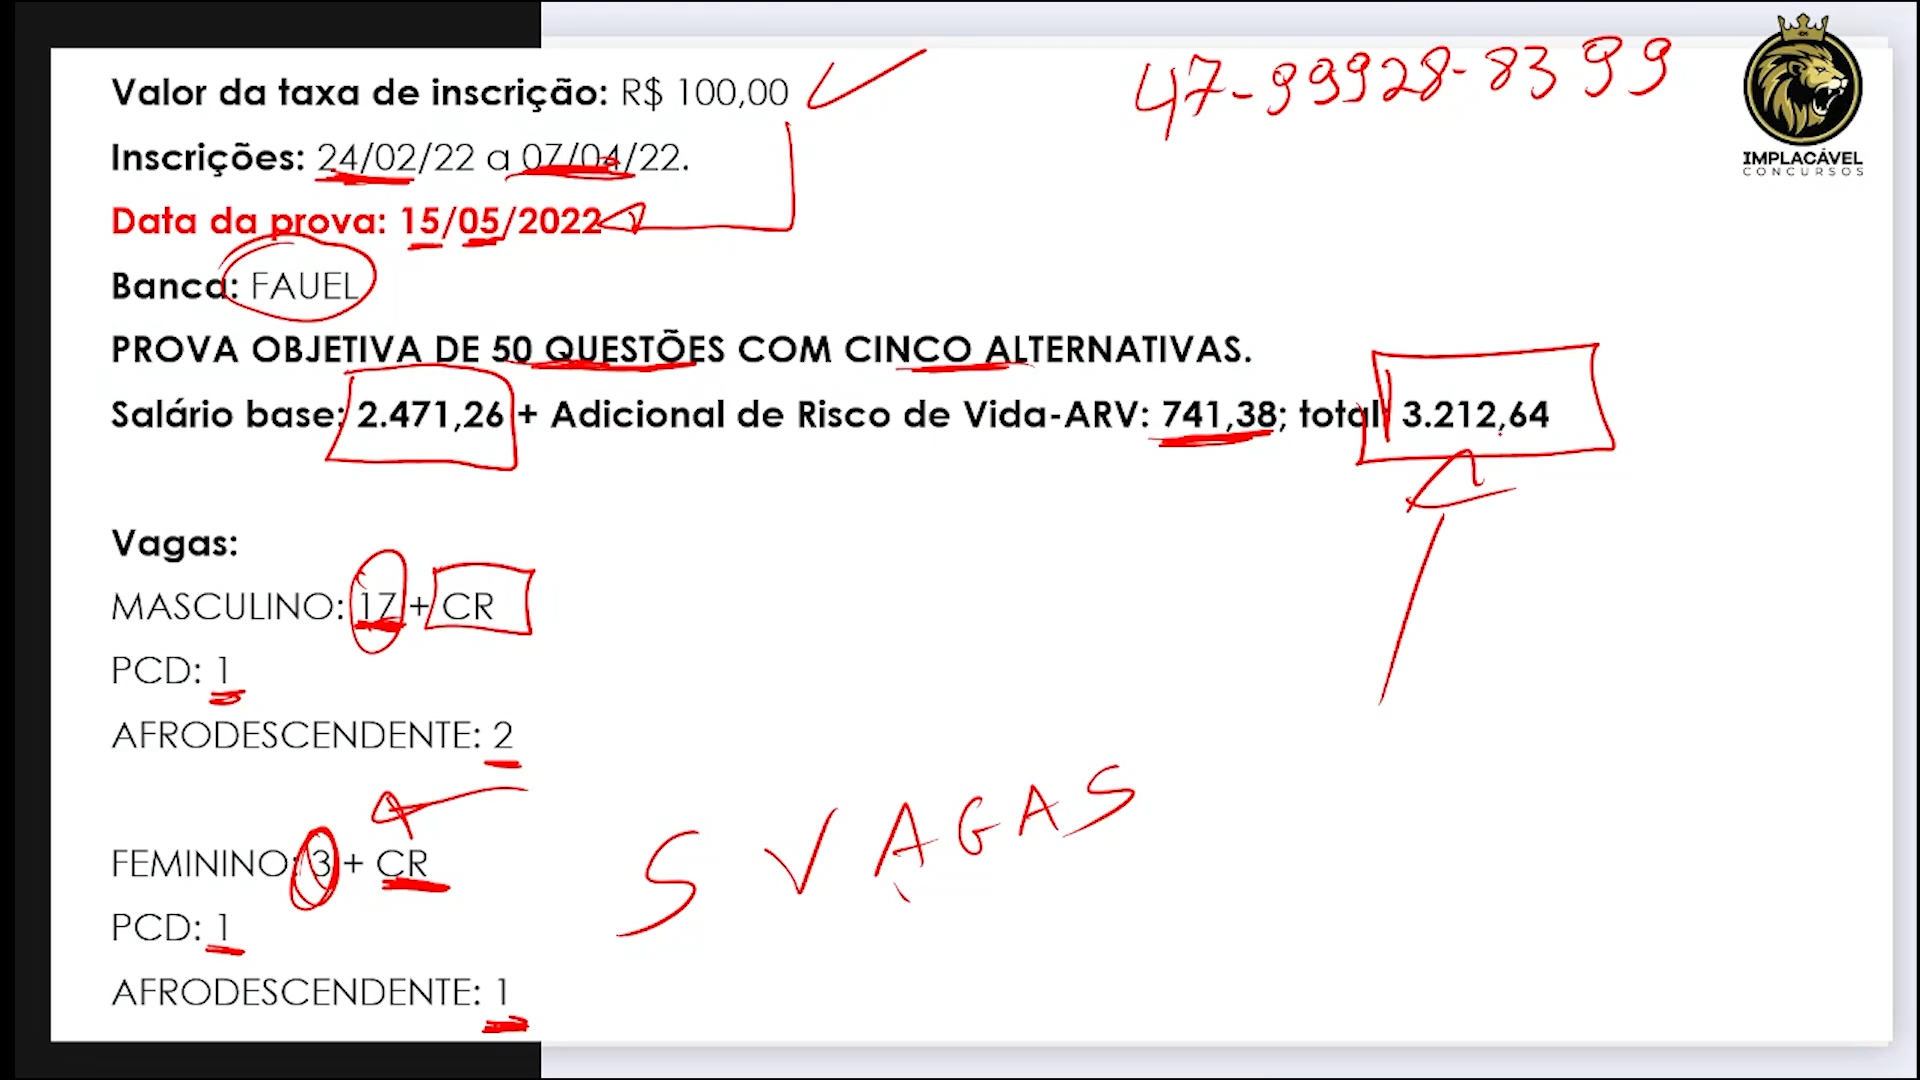 Valor da taxa de inscrição: R$ 100,00
47-99928-8399
IMPLACÁVEL
CONCURSOS
Inscrições: 24/02/22 a 07/04/22.
Data da prova: 15/05/2022
Banca: FAUEL
PROVA OBJETIVA DE 50 QUESTÕES COM CINCO ALTERNATIVAS.
Salário base: 2.471,26 + Adicional de Risco de Vida-ARV: 741,38; total: 3.212,64
Vagas:
MASCULINO: 17 + CR
PCD: 1
AFRODESCENDENTE: 2
FEMININO: 3 + CR
5 VAGAS
PCD: 1
AFRODESCENDENTE: 1